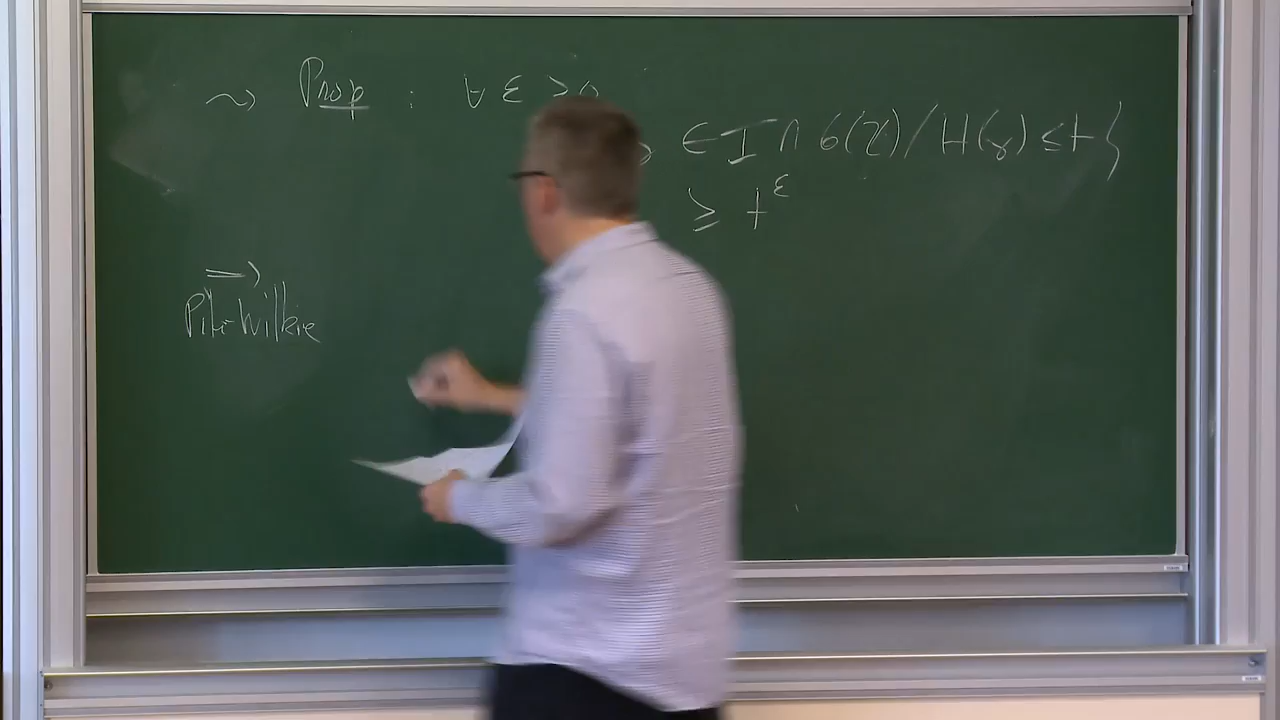 ⇝ Prop : ∀ ε > 0
γ ∈ I ∩ G(ℤ) / H(γ) ≤ t }
≥ t^ε
⟹
Pila-Wilkie